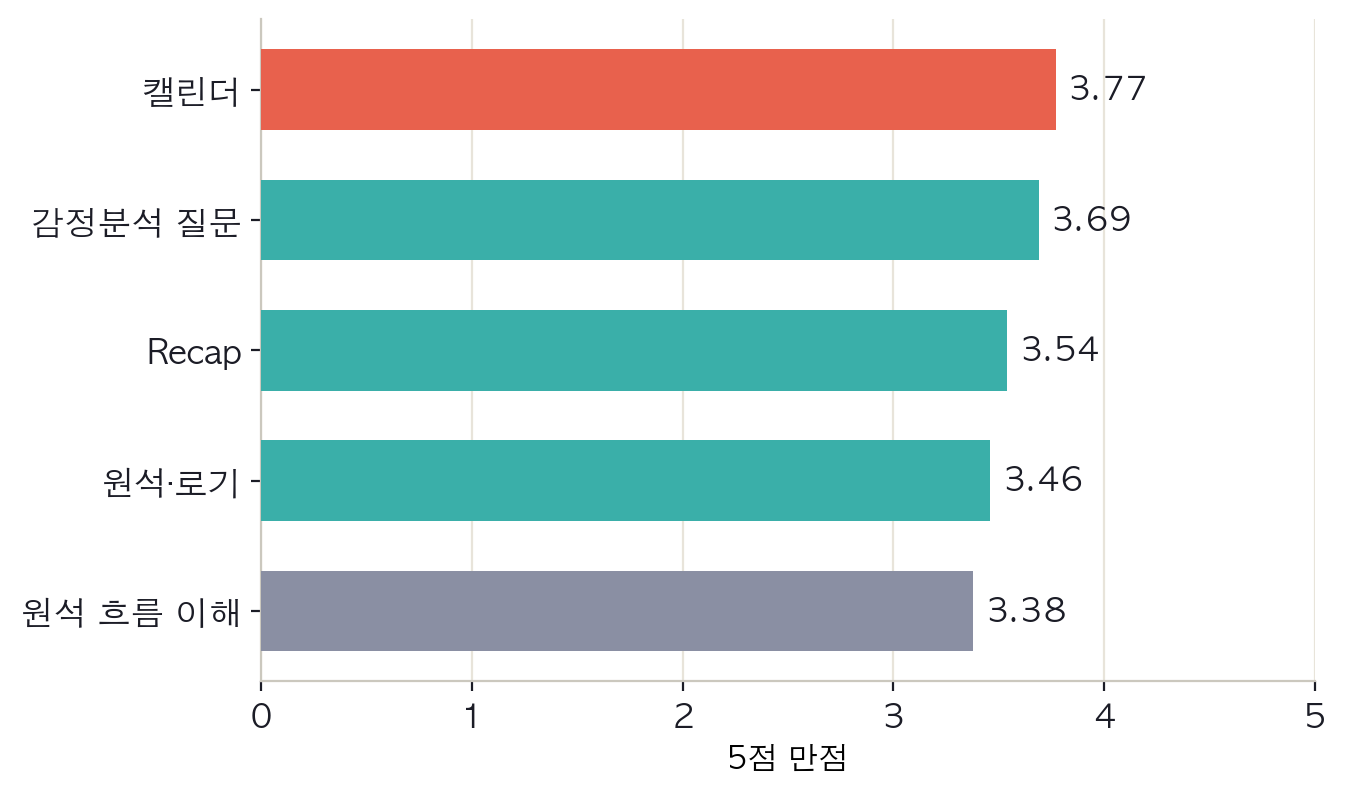 캘린더
3.77
감정분석 질문
3.69
Recap
3.54
원석·로기
3.46
원석 흐름 이해
3.38
0 1 2 3 4 5
5점 만점